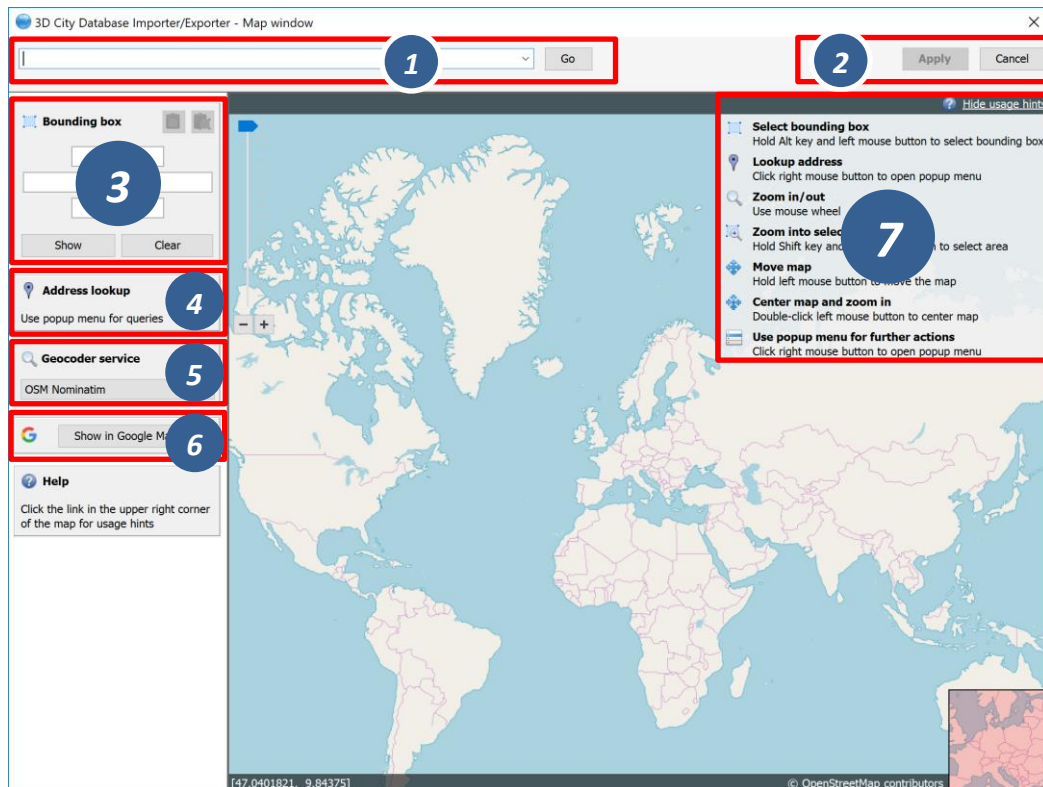 3D City Database Importer/Exporter - Map window
1
Go
2
Apply
Cancel
Hide usage hints
Bounding box
3
Show
Clear
4
Address lookup
Use popup menu for queries
5
Geocoder service
OSM Nominatim
6
Show in Google
Help
Click the link in the upper right corner
of the map for usage hints
7
Select bounding box
Hold Alt key and left mouse button to select bounding box
Lookup address
Click right mouse button to open popup menu
Zoom in/out
Use mouse wheel
Zoom into
Hold Shift key and to select area
Move map
Hold left mouse button to move the map
Center map and zoom in
Double-click left mouse button to center map
Use popup menu for further actions
Click right mouse button to open popup menu
[47.0401821, 9.84375]
© OpenStreetMap contributors